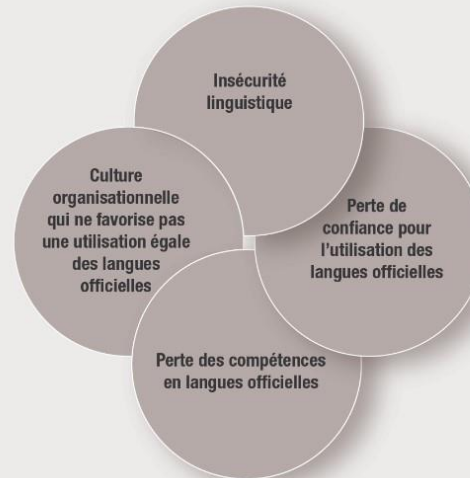 Insécurité
linguistique
Culture
organisationnelle
qui ne favorise pas
une utilisation égale
des langues
officielles
Perte de
confiance pour
l'utilisation des
langues officielles
Perte des compétences
en langues officielles